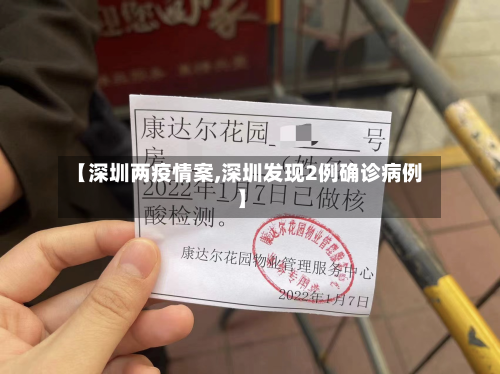 康达尔花园 号
房
【深圳两疫情案,深圳发现2例确诊病例
】
2022年1月7日已做核
酸检测。
康达尔花园物业管理服务中心
2022年1月7日